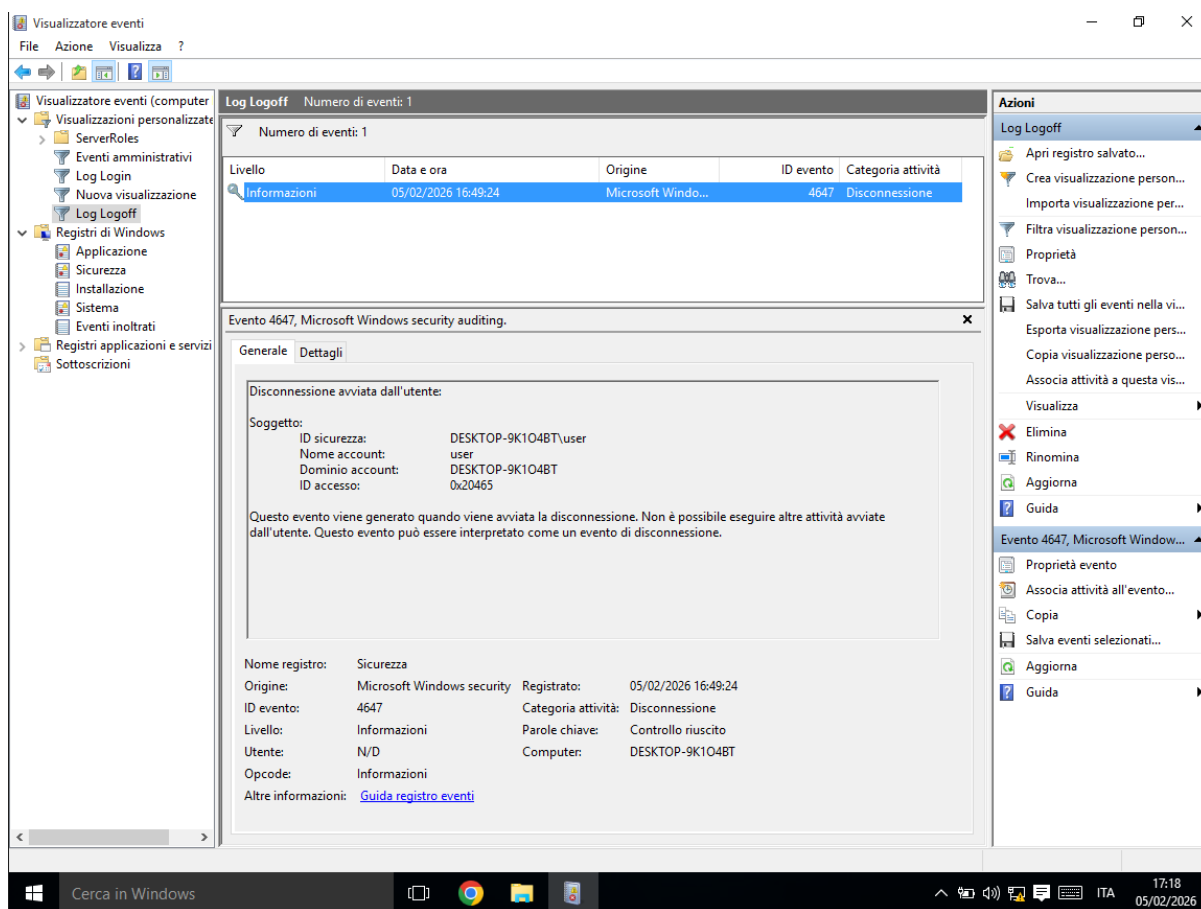 Visualizzatore eventi
File Azione Visualizza ?
Visualizzatore eventi (computer
Visualizzazioni personalizzate
ServerRoles
Eventi amministrativi
Log Login
Nuova visualizzazione
Log Logoff
Registri di Windows
Applicazione
Sicurezza
Installazione
Sistema
Eventi inoltrati
Registri applicazioni e servizi
Sottoscrizioni
Log Logoff Numero di eventi: 1
Numero di eventi: 1
Livello Data e ora Origine ID evento Categoria attività
Informazioni 05/02/2026 16:49:24 Microsoft Windo... 4647 Disconnessione
Evento 4647, Microsoft Windows security auditing.
Generale Dettagli
Disconnessione avviata dall'utente:
Soggetto:
ID sicurezza: DESKTOP-9K1O4BT\user
Nome account: user
Dominio account: DESKTOP-9K1O4BT
ID accesso: 0x20465
Questo evento viene generato quando viene avviata la disconnessione. Non è possibile eseguire altre attività avviate
dall'utente. Questo evento può essere interpretato come un evento di disconnessione.
Nome registro: Sicurezza
Origine: Microsoft Windows security Registrato: 05/02/2026 16:49:24
ID evento: 4647 Categoria attività: Disconnessione
Livello: Informazioni Parole chiave: Controllo riuscito
Utente: N/D Computer: DESKTOP-9K1O4BT
Opcode: Informazioni
Altre informazioni: Guida registro eventi
Azioni
Log Logoff
Apri registro salvato...
Crea visualizzazione person...
Importa visualizzazione per...
Filtra visualizzazione person...
Proprietà
Trova...
Salva tutti gli eventi nella vi...
Esporta visualizzazione pers...
Copia visualizzazione perso...
Associa attività a questa vis...
Visualizza
Elimina
Rinomina
Aggiorna
Guida
Evento 4647, Microsoft Window...
Proprietà evento
Associa attività all'evento...
Copia
Salva eventi selezionati...
Aggiorna
Guida
Cerca in Windows
ITA
17:18
05/02/2026